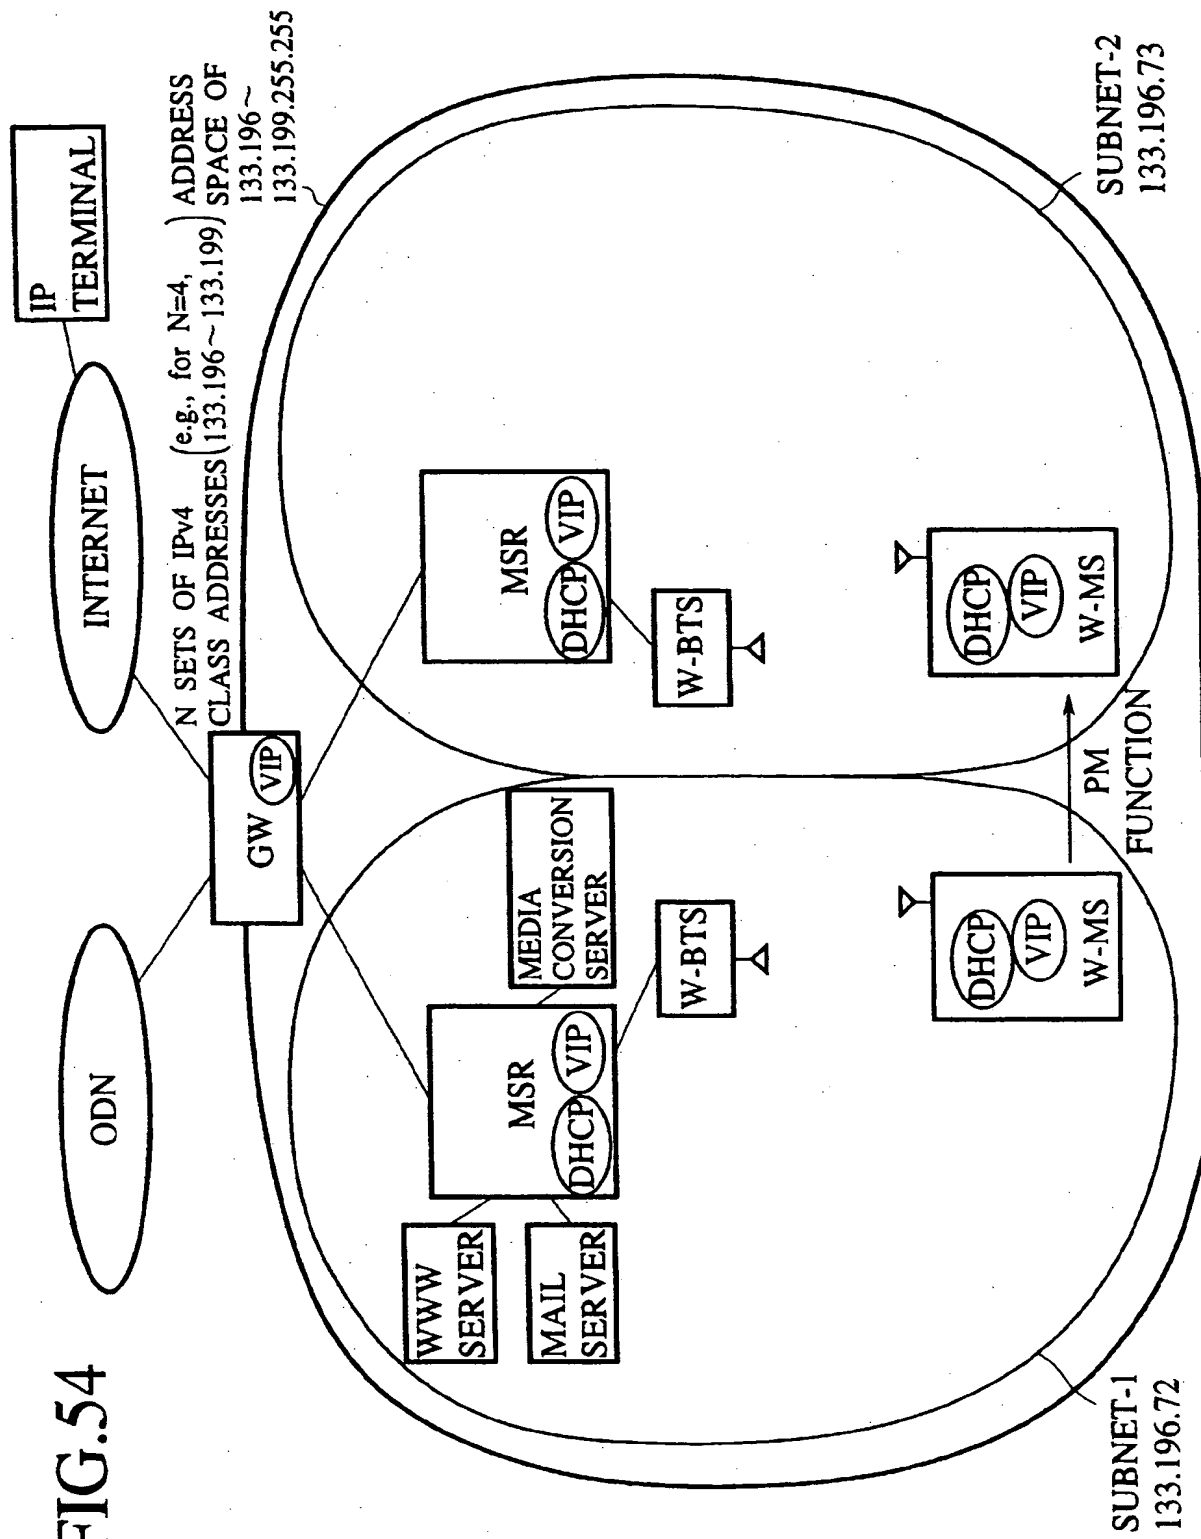 FIG.54
ODN
INTERNET
IP
TERMINAL
GW
VIP
N SETS OF IPv4
CLASS ADDRESSES
(e.g., for N=4,
133.196~133.199)
ADDRESS
SPACE OF
133.196~
133.199.255.255
WWW
SERVER
MAIL
SERVER
MSR
DHCP
VIP
MEDIA
CONVERSION
SERVER
W-BTS
MSR
DHCP
VIP
W-BTS
DHCP
VIP
W-MS
PM
FUNCTION
DHCP
VIP
W-MS
SUBNET-1
133.196.72
SUBNET-2
133.196.73